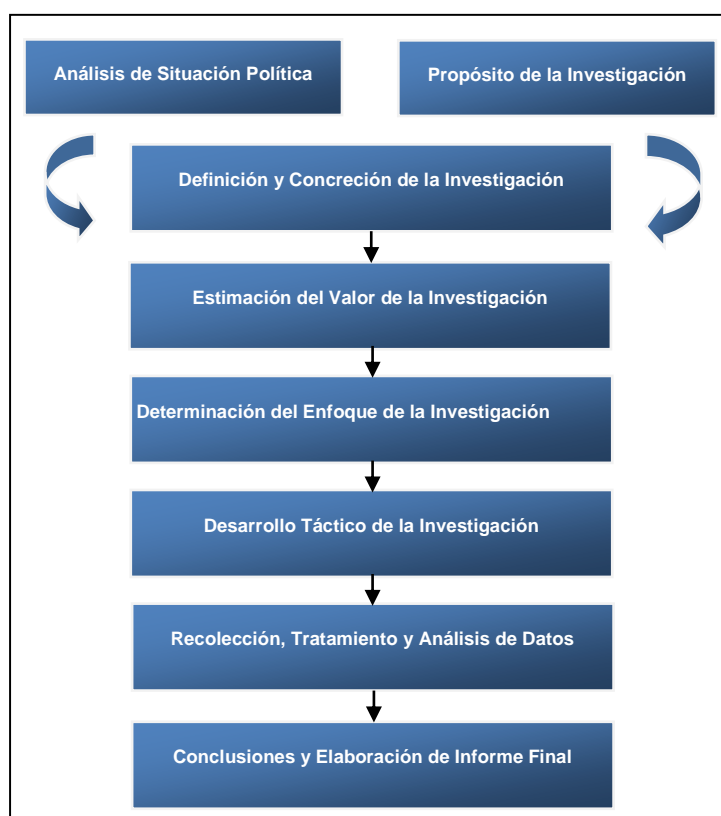 Análisis de Situación Política
Propósito de la Investigación
Definición y Concreción de la Investigación
Estimación del Valor de la Investigación
Determinación del Enfoque de la Investigación
Desarrollo Táctico de la Investigación
Recolección, Tratamiento y Análisis de Datos
Conclusiones y Elaboración de Informe Final